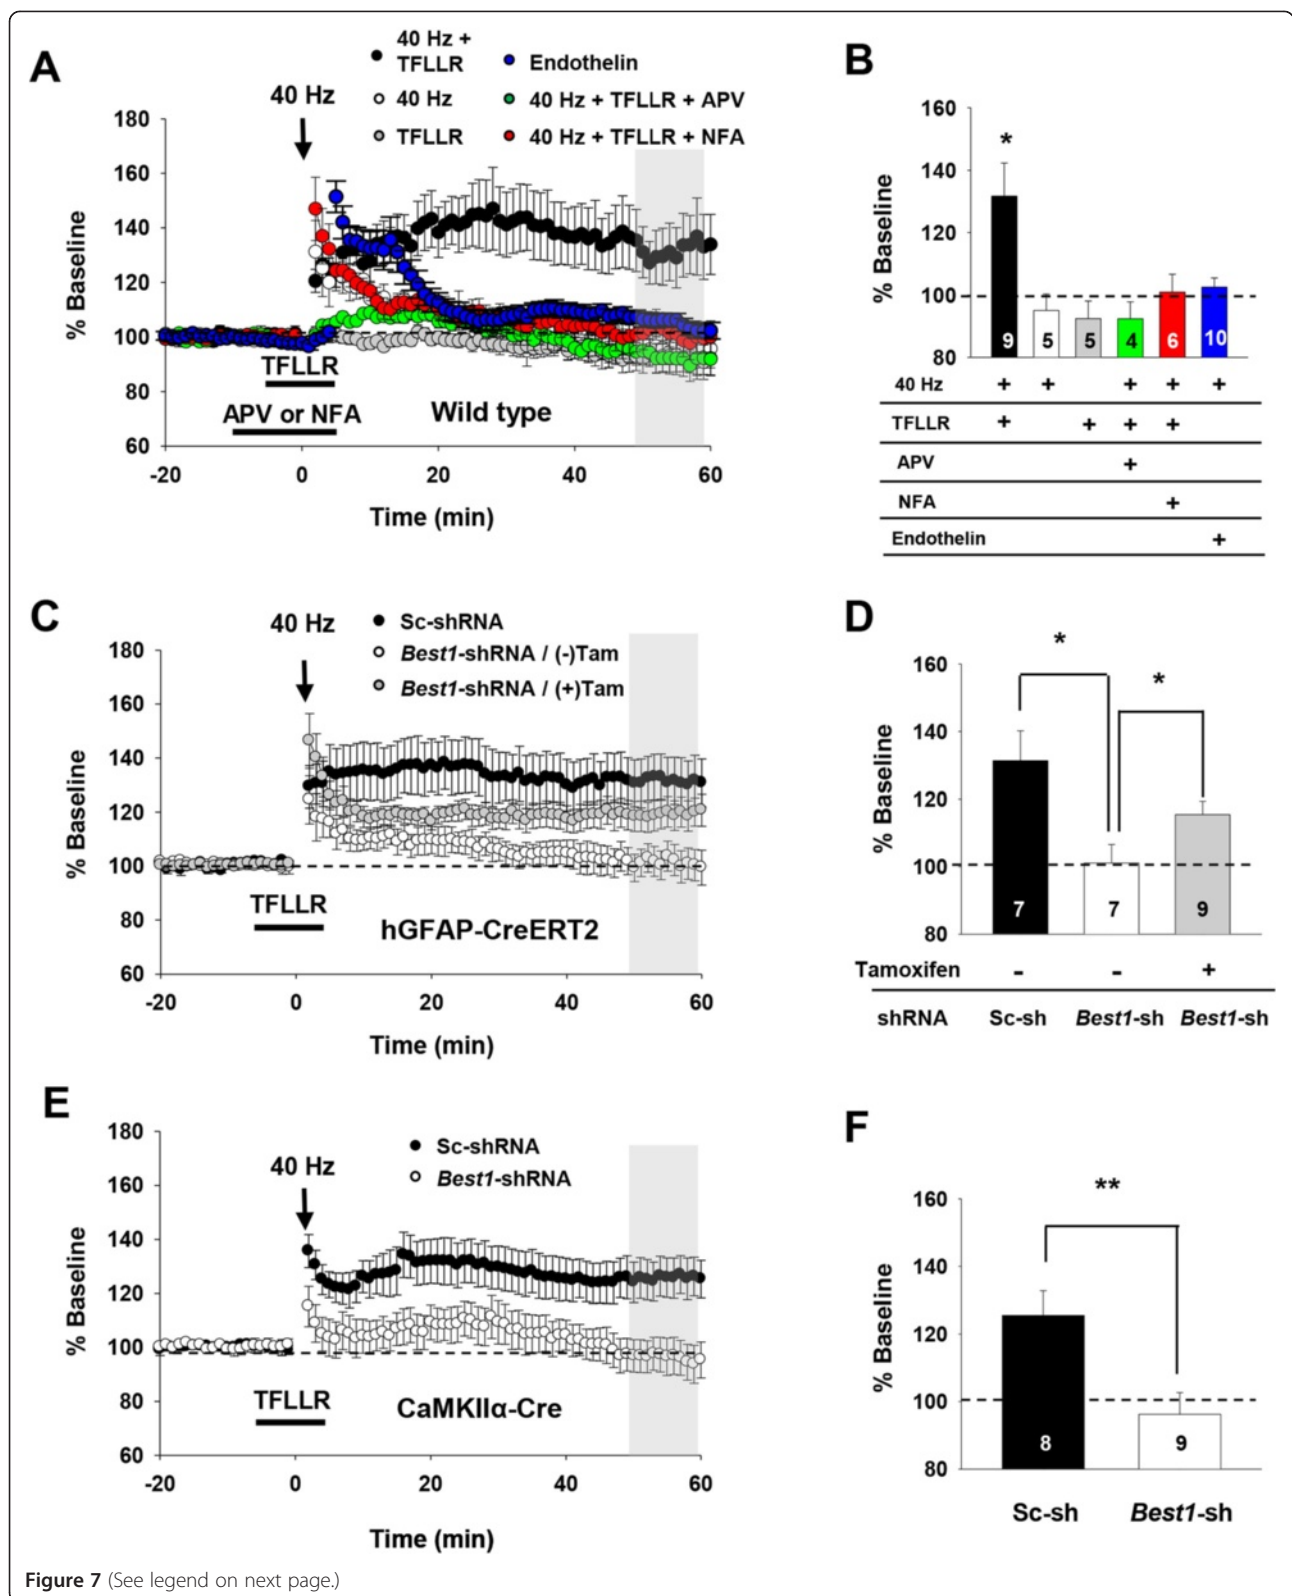 A
40 Hz + TFLLR
40 Hz
TFLLR
Endothelin
40 Hz + TFLLR + APV
40 Hz + TFLLR + NFA
40 Hz
180
160
140
120
100
80
60
% Baseline
TFLLR
APV or NFA
Wild type
-20 0 20 40 60
Time (min)
B
160
140
120
100
80
% Baseline
*
9 5 5 4 6 10
40 Hz + + + + +
TFLLR + + + +
APV +
NFA +
Endothelin +
C
40 Hz
Sc-shRNA
Best1-shRNA / (-)Tam
Best1-shRNA / (+)Tam
180
160
140
120
100
80
60
% Baseline
TFLLR
hGFAP-CreERT2
-20 0 20 40 60
Time (min)
D
160
140
120
100
80
% Baseline
* *
7 7 9
Tamoxifen - - +
shRNA Sc-sh Best1-sh Best1-sh
E
40 Hz
Sc-shRNA
Best1-shRNA
180
160
140
120
100
80
60
% Baseline
TFLLR
CaMKIIα-Cre
-20 0 20 40 60
Time (min)
F
160
140
120
100
80
% Baseline
**
8 9
Sc-sh Best1-sh
Figure 7 (See legend on next page.)